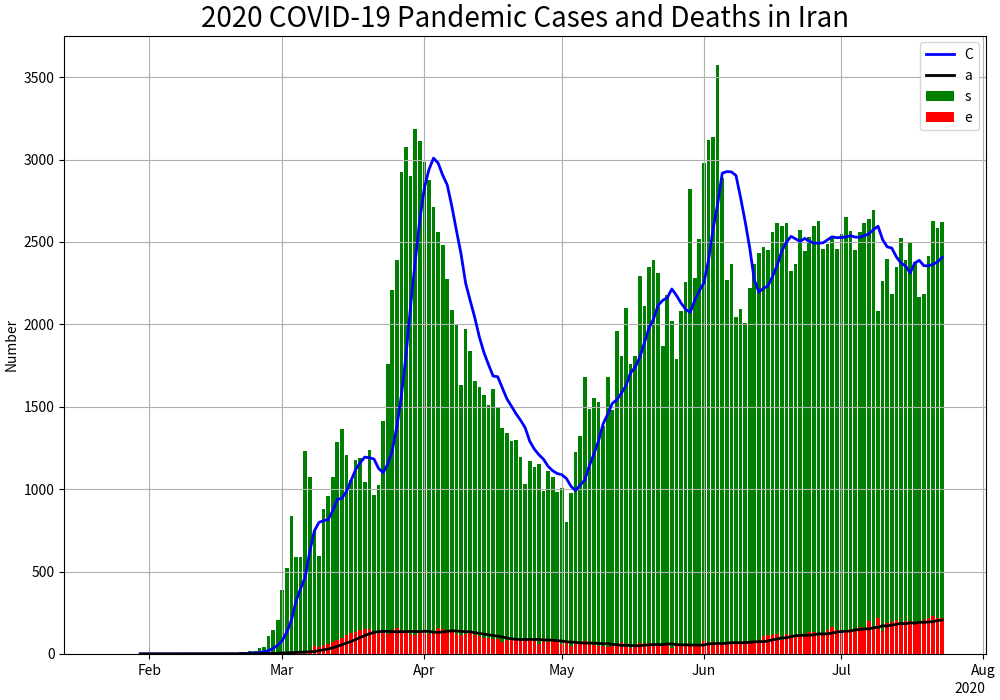 2020 COVID-19 Pandemic Cases and Deaths in Iran
C
a
s
e
Number
3500
3000
2500
2000
1500
1000
500
0
Feb Mar Apr May Jun Jul Aug
2020